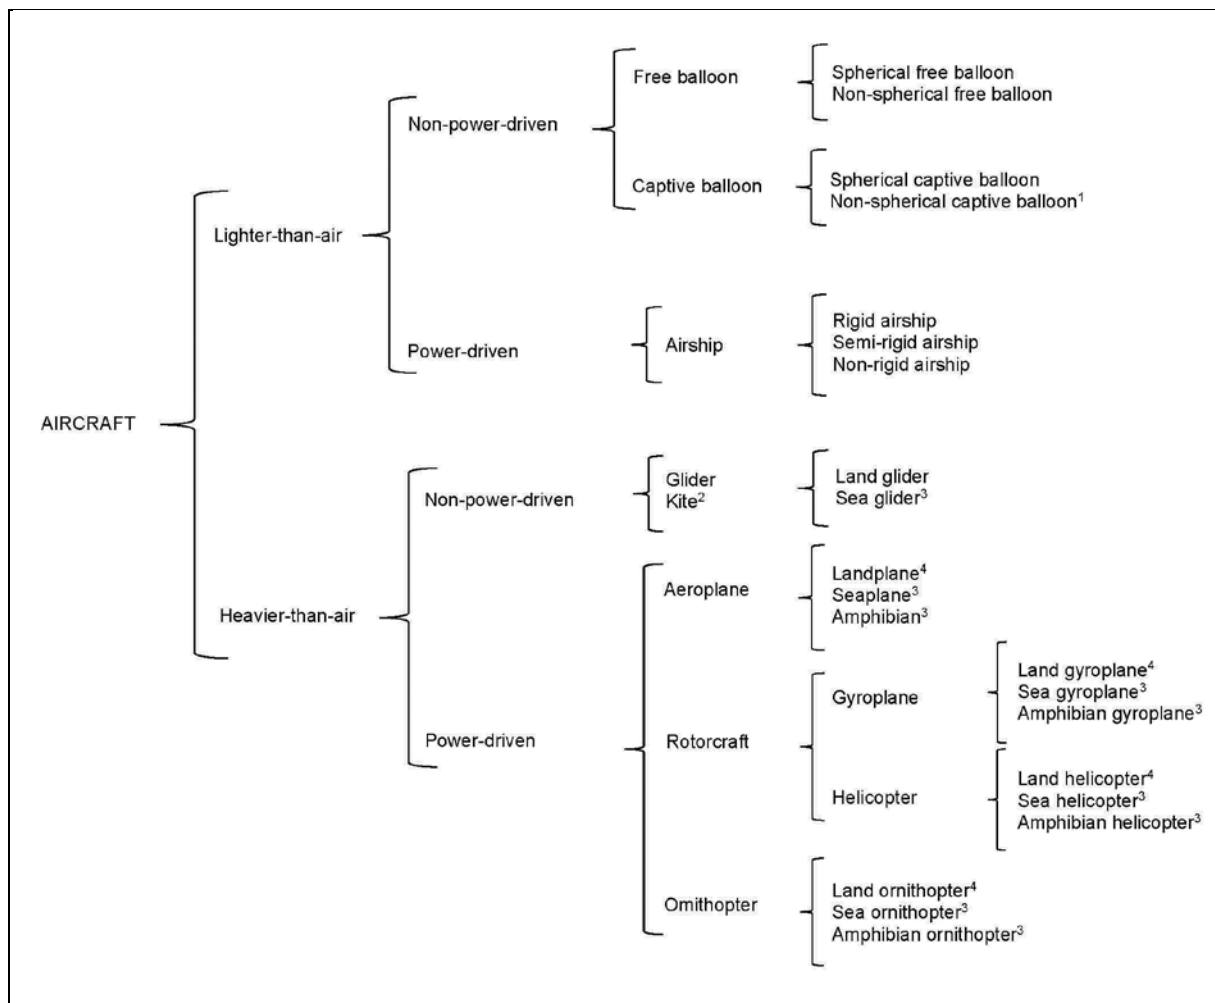 AIRCRAFT
Lighter-than-air
Non-power-driven
Free balloon
Spherical free balloon
Non-spherical free balloon
Captive balloon
Spherical captive balloon
Non-spherical captive balloon¹
Power-driven
Airship
Rigid airship
Semi-rigid airship
Non-rigid airship
Heavier-than-air
Non-power-driven
Glider
Kite²
Land glider
Sea glider³
Power-driven
Aeroplane
Landplane⁴
Seaplane³
Amphibian³
Rotorcraft
Gyroplane
Land gyroplane⁴
Sea gyroplane³
Amphibian gyroplane³
Helicopter
Land helicopter⁴
Sea helicopter³
Amphibian helicopter³
Ornithopter
Land ornithopter⁴
Sea ornithopter³
Amphibian ornithopter³